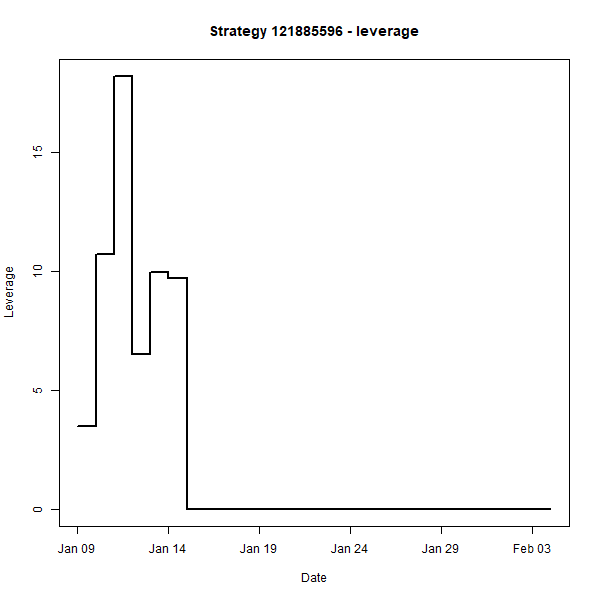 Strategy 121885596 - leverage
Leverage
15
10
5
0
Jan 09 Jan 14 Jan 19 Jan 24 Jan 29 Feb 03
Date